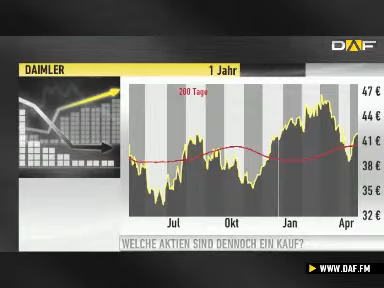 DAF
DAIMLER 1 Jahr
200 Tage
47 €
44 €
41 €
38 €
35 €
32 €
Jul Okt Jan Apr
WELCHE AKTIEN SIND DENNOCH EIN KAUF?
WWW.DAF.FM